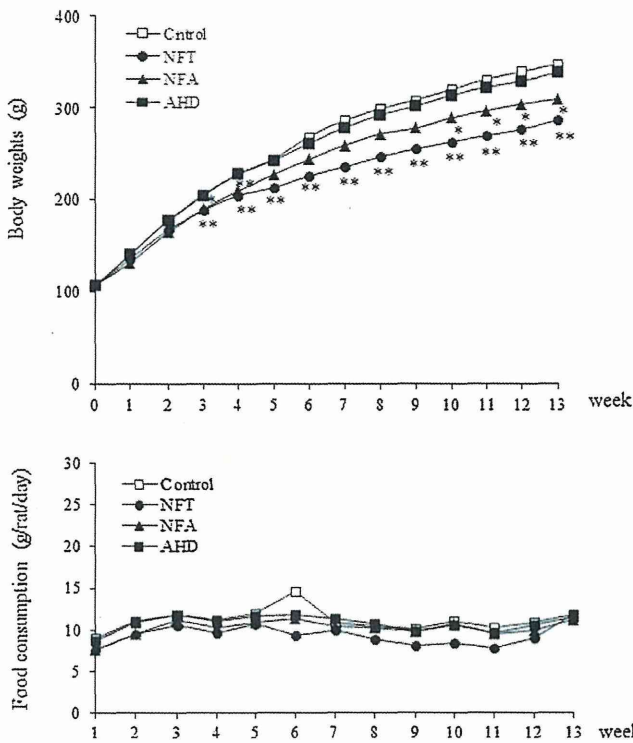 400
300
200
100
0
Body weights (g)
Cntrol
NFT
NFA
AHD
*
* * * *
** ** ** ** ** ** ** ** ** ** **
0 1 2 3 4 5 6 7 8 9 10 11 12 13 week
30
25
20
15
10
5
0
Food consumption (g/rat/day)
Control
NFT
NFA
AHD
1 2 3 4 5 6 7 8 9 10 11 12 13 week